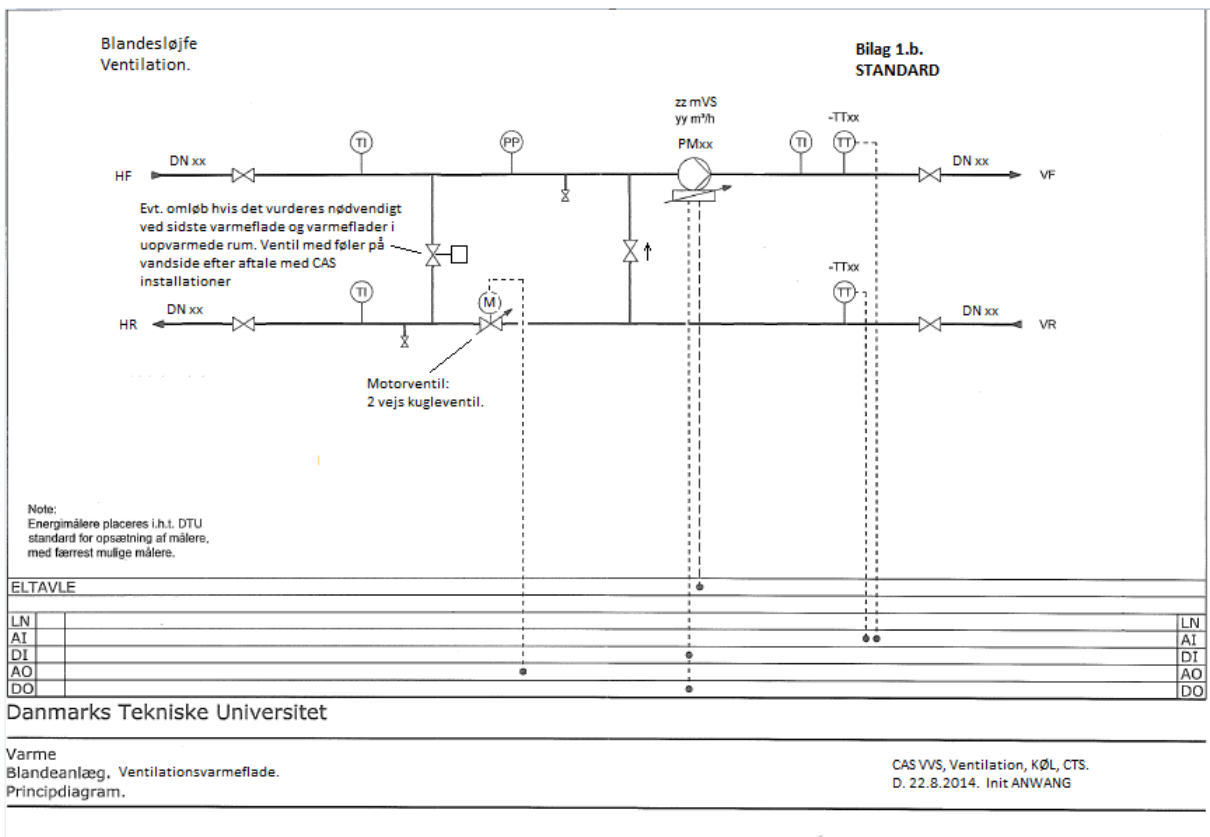 Blandesløjfe
Ventilation.
Bilag 1.b.
STANDARD
zz mVS
yy m³/h
PMxx
-TTxx
TI
PP
TI
TT
HF
DN xx
DN xx
VF
Evt. omløb hvis det vurderes nødvendigt
ved sidste varmeflade og varmeflader i
uopvarmede rum. Ventil med føler på
vandside efter aftale med CAS
installationer
-TTxx
TI
M
TT
HR
DN xx
DN xx
VR
Motorventil:
2 vejs kugleventil.
Note:
Energimålere placeres i.h.t. DTU
standard for opsætning af målere,
med færrest mulige målere.
ELTAVLE
LN
LN
AI
AI
DI
DI
AO
AO
DO
DO
Danmarks Tekniske Universitet
Varme
Blandeanlæg. Ventilationsvarmeflade.
Principdiagram.
CAS VVS, Ventilation, KØL, CTS.
D. 22.8.2014. Init ANWANG